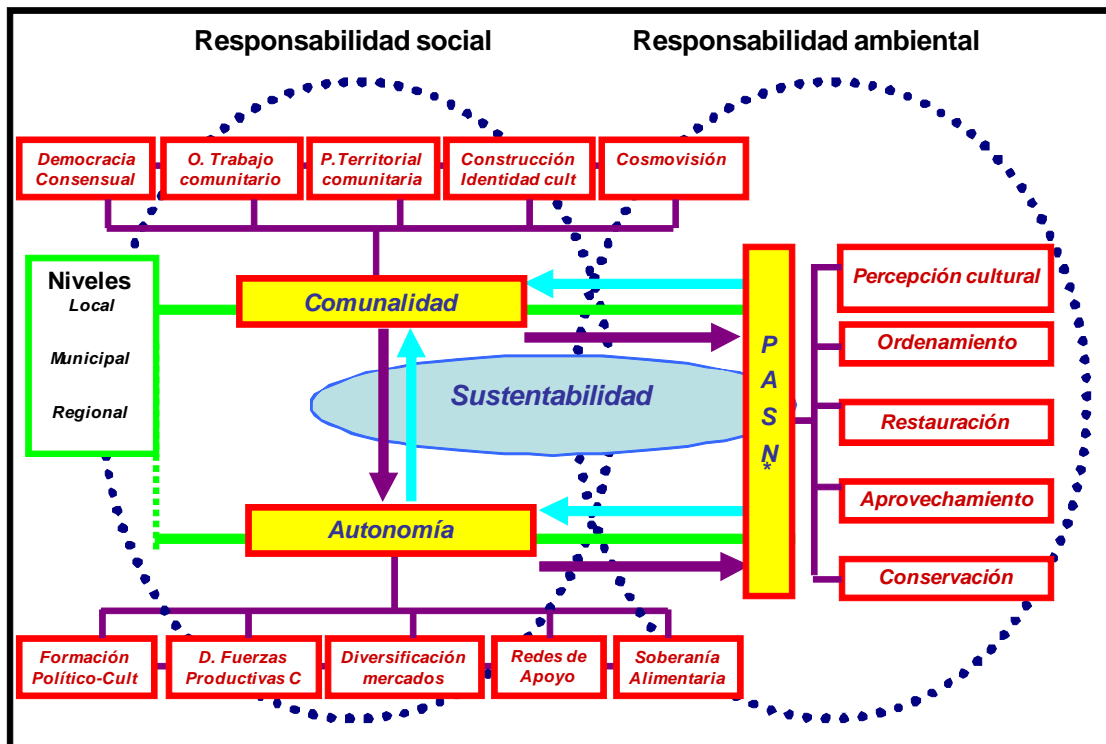 Responsabilidad social
Responsabilidad ambiental
Democracia
Consensual
O. Trabajo
comunitario
P.Territorial
comunitaria
Construcción
Identidad cult
Cosmovisión
Niveles
Local
Municipal
Regional
Comunalidad
Sustentabilidad
Autonomía
P
A
S
N*
Percepción cultural
Ordenamiento
Restauración
Aprovechamiento
Conservación
Formación
Político-Cult
D. Fuerzas
Productivas C
Diversificación
mercados
Redes de
Apoyo
Soberanía
Alimentaria